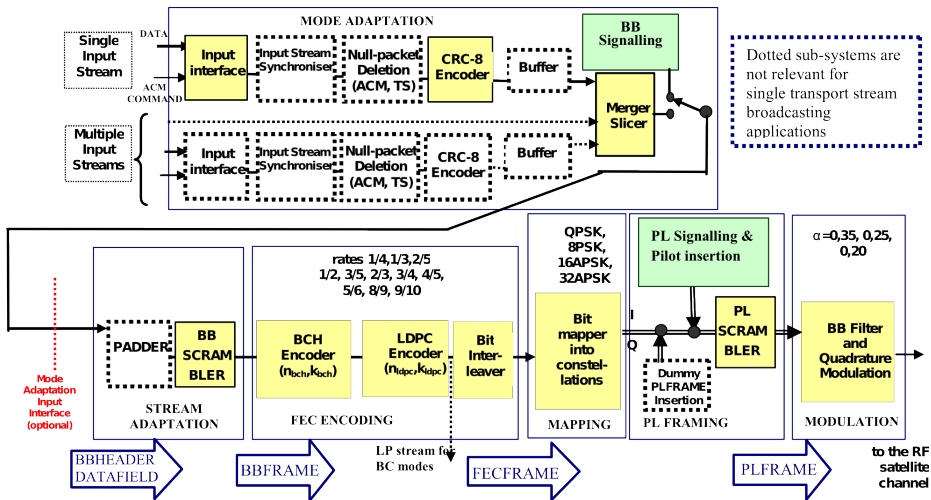 MODE ADAPTATION
Single
Input
Stream
DATA
ACM
COMMAND
Input
interface
Input Stream
Synchroniser
Null-packet
Deletion
(ACM, TS)
CRC-8
Encoder
Buffer
BB
Signalling
Merger
Slicer
Dotted sub-systems are
not relevant for
single transport stream
broadcasting
applications
Multiple
Input
Streams
Input
interface
Input Stream
Synchroniser
Null-packet
Deletion
(ACM, TS)
CRC-8
Encoder
Buffer
rates 1/4,1/3,2/5
1/2, 3/5, 2/3, 3/4, 4/5,
5/6, 8/9, 9/10
QPSK,
8PSK,
16APSK,
32APSK
PL Signalling &
Pilot insertion
α=0,35, 0,25,
0,20
PADDER
BB
SCRAM
BLER
BCH
Encoder
(nbch,kbch)
LDPC
Encoder
(nldpc,kldpc)
Bit
Inter-
leaver
Bit
mapper
into
constel-
lations
I
Q
Dummy
PLFRAME
Insertion
PL
SCRAM
BLER
BB Filter
and
Quadrature
Modulation
Mode
Adaptation
Input
Interface
(optional)
STREAM
ADAPTATION
FEC ENCODING
MAPPING
PL FRAMING
MODULATION
LP stream for
BC modes
BBHEADER
DATAFIELD
BBFRAME
FECFRAME
PLFRAME
to the RF
satellite
channel